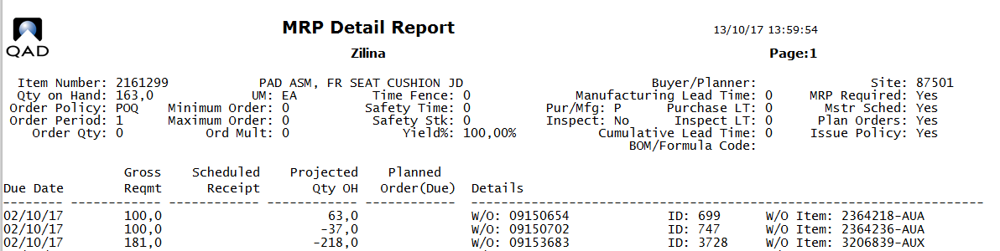 MRP Detail Report 13/10/17 13:59:54
QAD
Zilina Page:1
Item Number: 2161299 PAD ASM, FR SEAT CUSHION JD Buyer/Planner: Site: 87501
Qty on Hand: 163,0 UM: EA Time Fence: 0 Manufacturing Lead Time: 0 MRP Required: Yes
Order Policy: POQ Minimum Order: 0 Safety Time: 0 Pur/Mfg: P Purchase LT: 0 Mstr Sched: Yes
Order Period: 1 Maximum Order: 0 Safety Stk: 0 Inspect: No Inspect LT: 0 Plan Orders: Yes
Order Qty: 0 Ord Mult: 0 Yield%: 100,00% Cumulative Lead Time: 0 Issue Policy: Yes
BOM/Formula Code:
Gross Scheduled Projected Planned
Due Date Reqmt Receipt Qty OH Order(Due) Details
02/10/17 100,0 63,0 W/O: 09150654 ID: 699 W/O Item: 2364218-AUA
02/10/17 100,0 -37,0 W/O: 09150702 ID: 747 W/O Item: 2364236-AUA
02/10/17 181,0 -218,0 W/O: 09153683 ID: 3728 W/O Item: 3206839-AUX